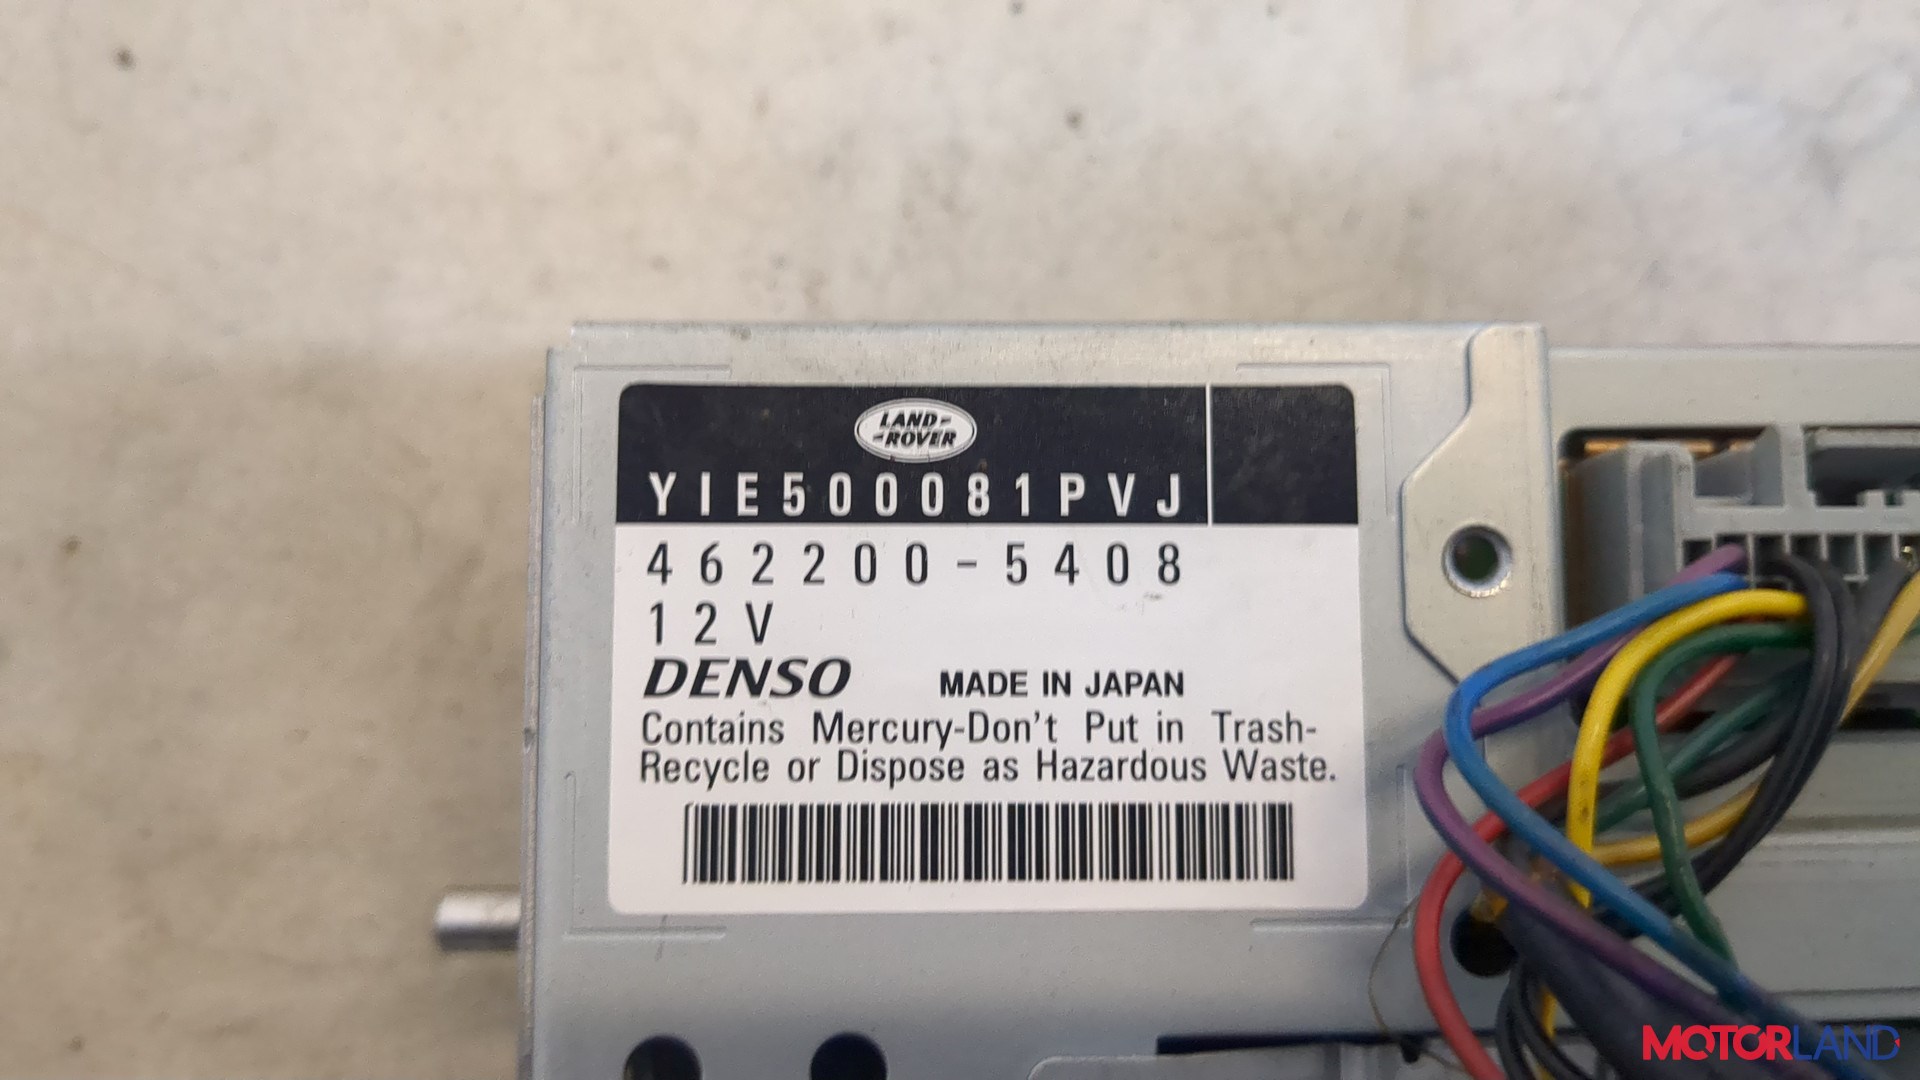 LAND-
-ROVER
YIE500081PVJ
462200-5408
12V
DENSO MADE IN JAPAN
Contains Mercury-Don't Put in Trash-
Recycle or Dispose as Hazardous Waste.
MOTORLAND